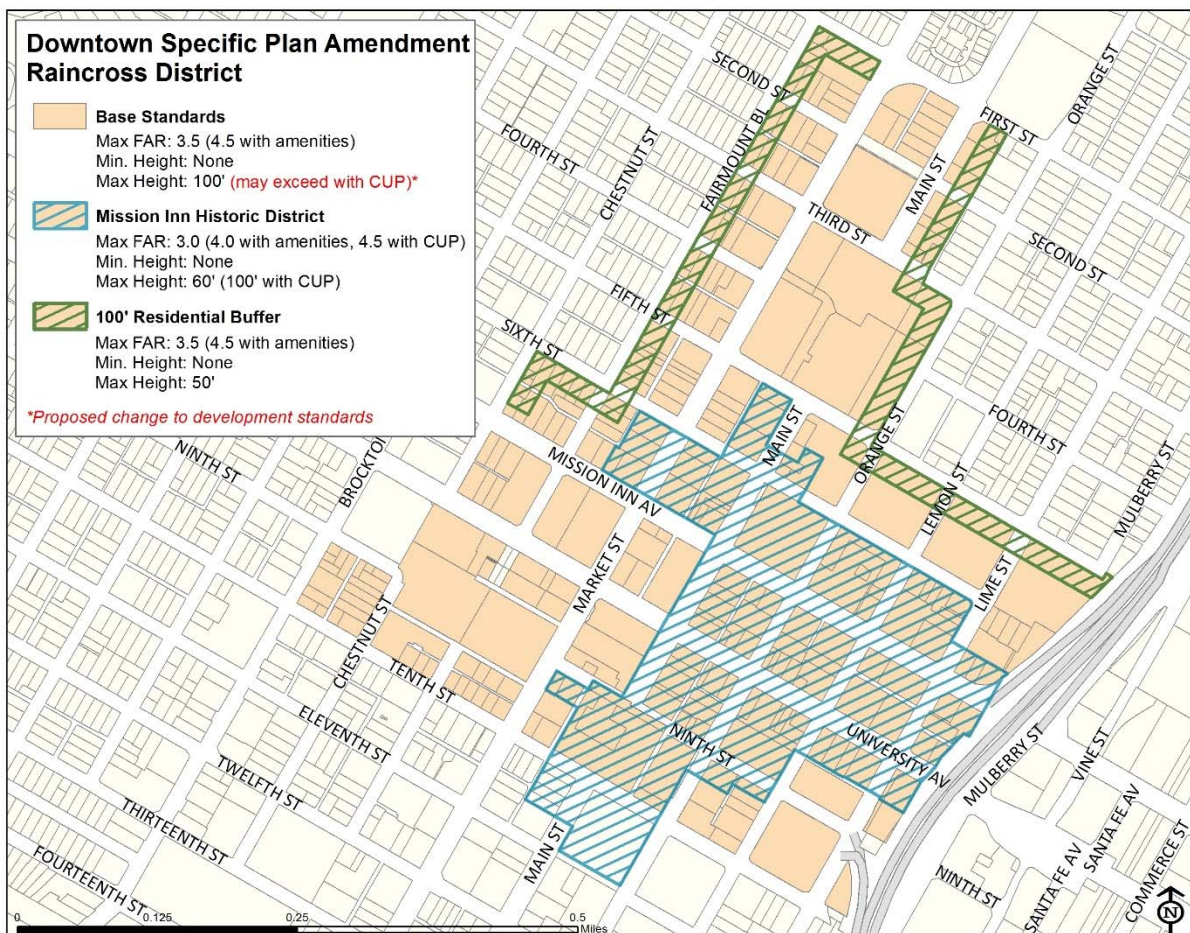 Downtown Specific Plan Amendment
Raincross District
Base Standards
Max FAR: 3.5 (4.5 with amenities)
Min. Height: None
Max Height: 100' (may exceed with CUP)*
Mission Inn Historic District
Max FAR: 3.0 (4.0 with amenities, 4.5 with CUP)
Min. Height: None
Max Height: 60' (100' with CUP)
100' Residential Buffer
Max FAR: 3.5 (4.5 with amenities)
Min. Height: None
Max Height: 50'
*Proposed change to development standards
SECOND ST
ORANGE ST
FIRST ST
FOURTH ST
CHESTNUT ST
FAIRMOUNT BL
MAIN ST
THIRD ST
SECOND ST
FIFTH ST
SIXTH ST
FOURTH ST
MAIN ST
ORANGE ST
NINTH ST
BROCKTON
MISSION INN AV
LEMON ST
MULBERRY ST
MARKET ST
LIME ST
CHESTNUT ST
TENTH ST
ELEVENTH ST
NINTH ST
UNIVERSITY AV
MULBERRY ST
VINE ST
TWELFTH ST
THIRTEENTH ST
MAIN ST
SANTA FE AV
FOURTEENTH ST
NINTH ST
SANTA FE AV
COMMERCE ST
N
0
0.125
0.25
0.5
Miles